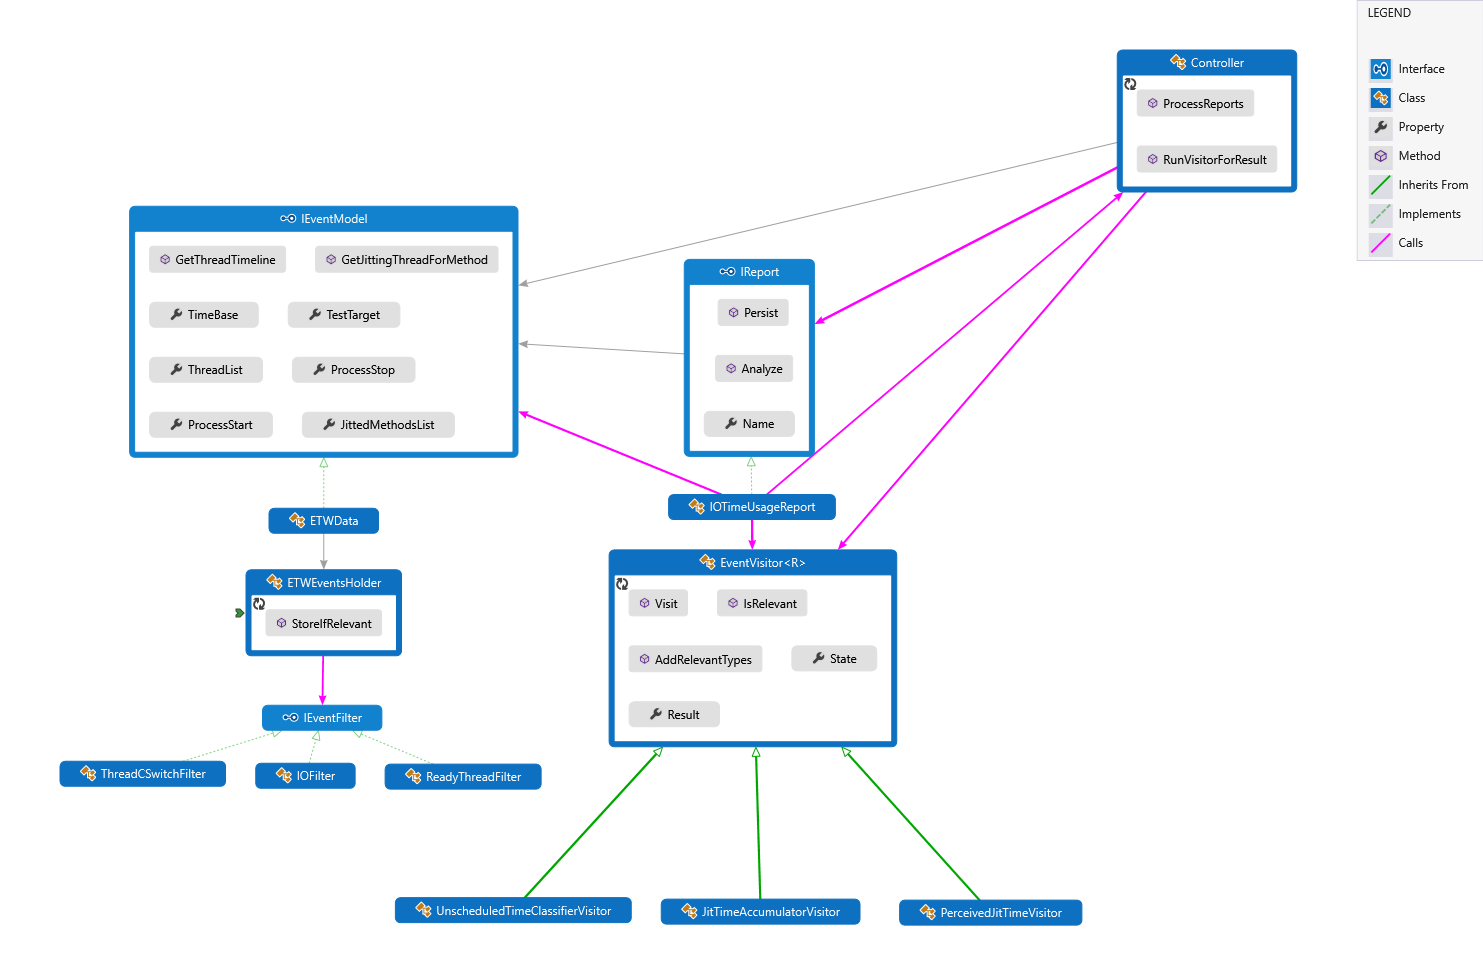 LEGEND
Interface
Class
Property
Method
Inherits From
Implements
Calls
Controller
ProcessReports
RunVisitorForResult
IEventModel
GetThreadTimeline
GetJittingThreadForMethod
TimeBase
TestTarget
ThreadList
ProcessStop
ProcessStart
JittedMethodsList
IReport
Persist
Analyze
Name
IOTimeUsageReport
ETWData
ETWEventsHolder
StoreIfRelevant
IEventFilter
ThreadCSwitchFilter
IOFilter
ReadyThreadFilter
EventVisitor<R>
Visit
IsRelevant
AddRelevantTypes
State
Result
UnscheduledTimeClassifierVisitor
JitTimeAccumulatorVisitor
PerceivedJitTimeVisitor